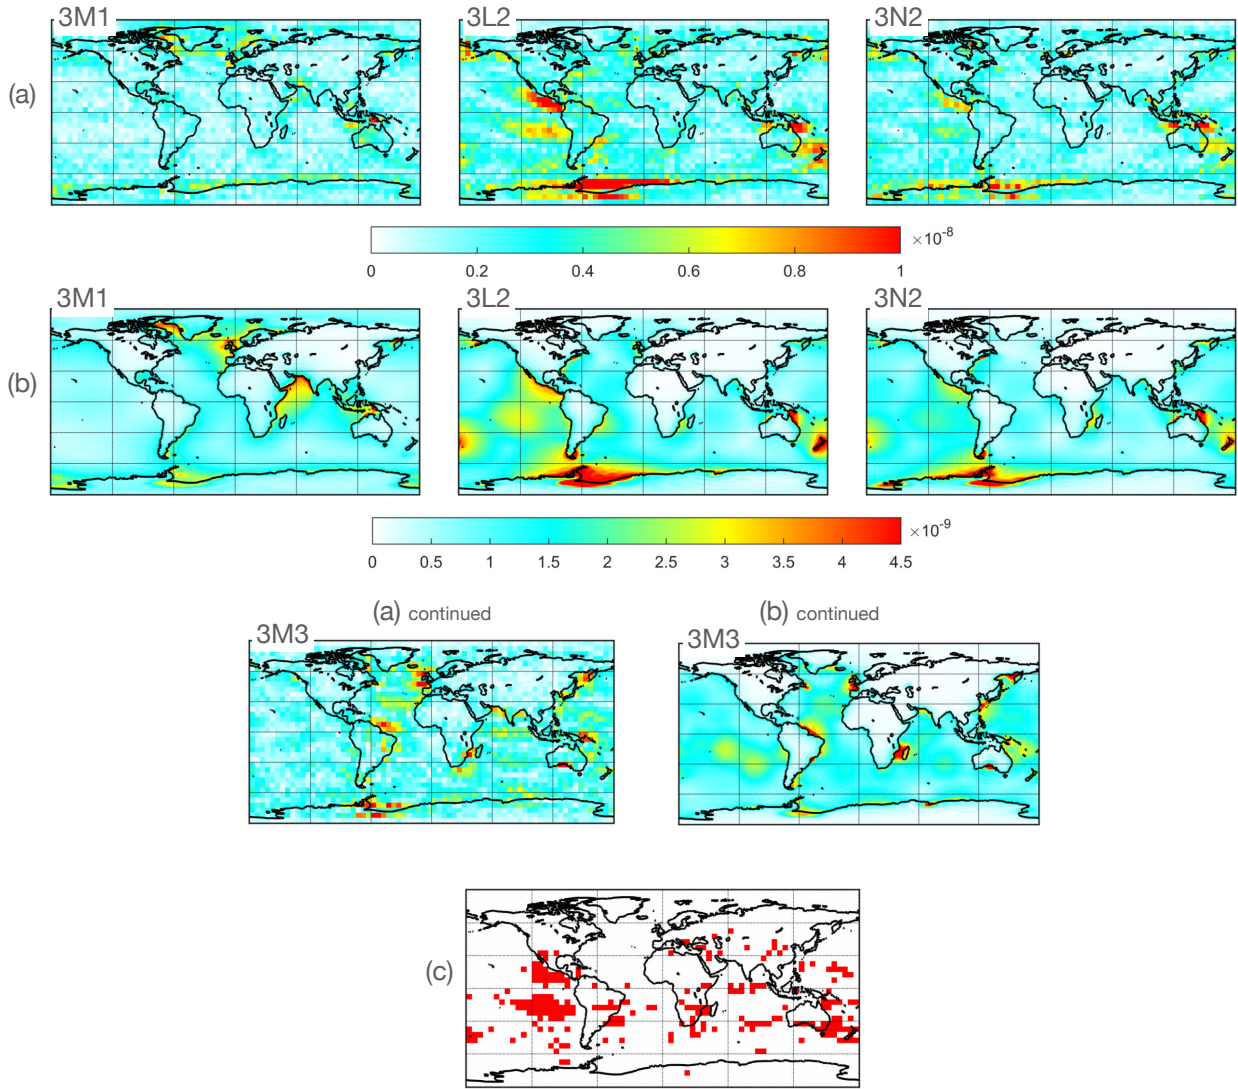 3M1 3L2 3N2
(a)
×10⁻⁸
0 0.2 0.4 0.6 0.8 1
3M1 3L2 3N2
(b)
×10⁻⁹
0 0.5 1 1.5 2 2.5 3 3.5 4 4.5
(a) continued (b) continued
3M3 3M3
(c)